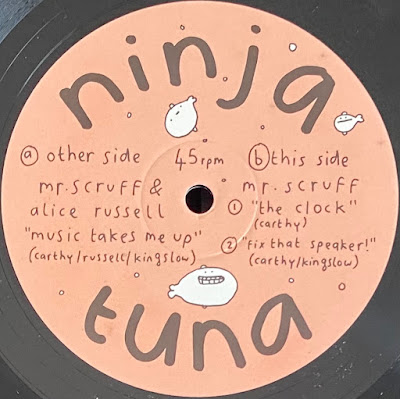 ninja
ⓐ other side
45rpm
ⓑ this side
mr.scruff &
alice russell
"music takes me up"
(carthy/russell/kingslow)
mr. scruff
① "the clock"
(carthy)
② "fix that speaker!"
(carthy/kingslow)
tuna